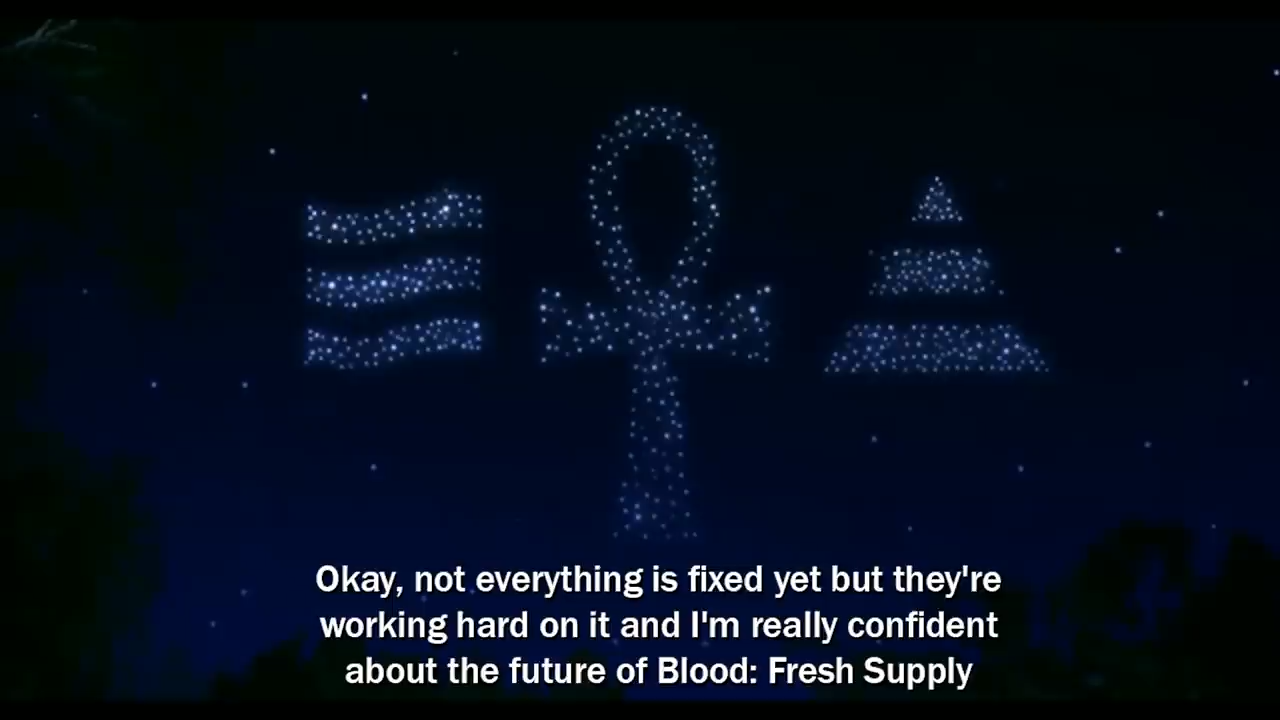 Okay, not everything is fixed yet but they're
working hard on it and I'm really confident
about the future of Blood: Fresh Supply